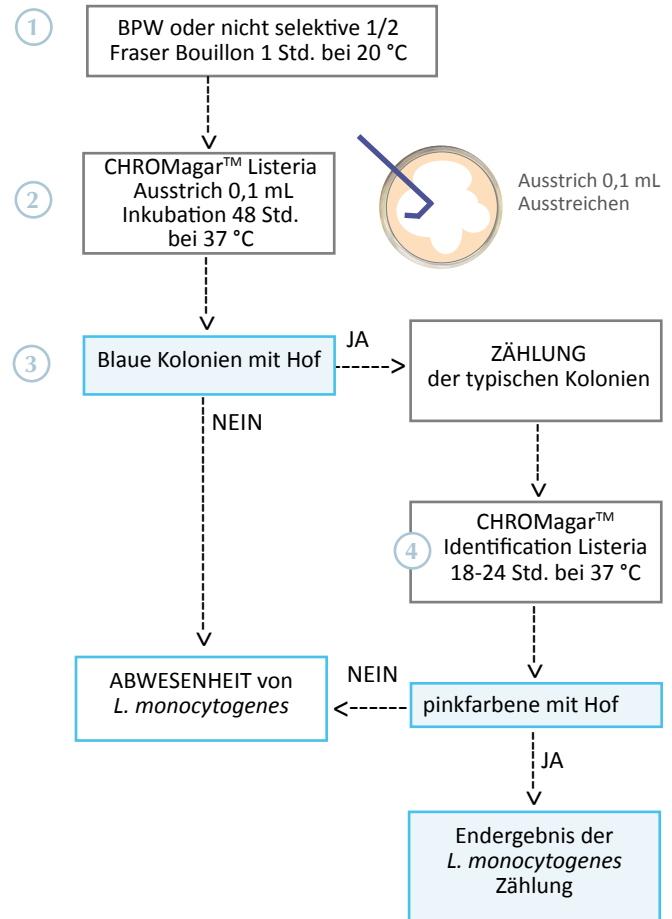 1
BPW oder nicht selektive 1/2
Fraser Bouillon 1 Std. bei 20 °C
2
CHROMagar™ Listeria
Ausstrich 0,1 mL
Inkubation 48 Std.
bei 37 °C
Ausstrich 0,1 mL
Ausstreichen
3
Blaue Kolonien mit Hof
JA
ZÄHLUNG
der typischen Kolonien
NEIN
4
CHROMagar™
Identification Listeria
18-24 Std. bei 37 °C
ABWESENHEIT von
L. monocytogenes
NEIN
pinkfarbene mit Hof
JA
Endergebnis der
L. monocytogenes
Zählung